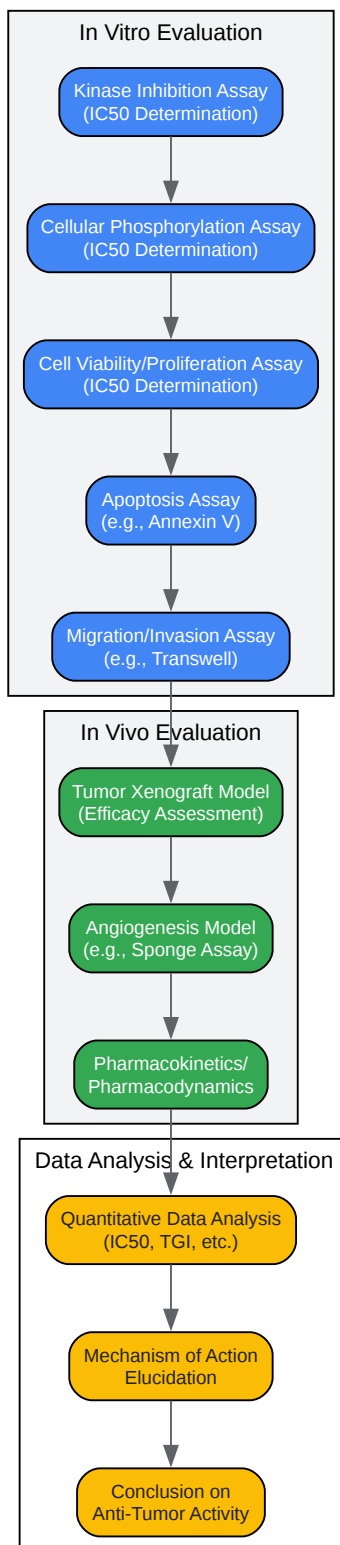 In Vitro Evaluation
Kinase Inhibition Assay
(IC50 Determination)
Cellular Phosphorylation Assay
(IC50 Determination)
Cell Viability/Proliferation Assay
(IC50 Determination)
Apoptosis Assay
(e.g., Annexin V)
Migration/Invasion Assay
(e.g., Transwell)
In Vivo Evaluation
Tumor Xenograft Model
(Efficacy Assessment)
Angiogenesis Model
(e.g., Sponge Assay)
Pharmacokinetics/
Pharmacodynamics
Data Analysis & Interpretation
Quantitative Data Analysis
(IC50, TGI, etc.)
Mechanism of Action
Elucidation
Conclusion on
Anti-Tumor Activity